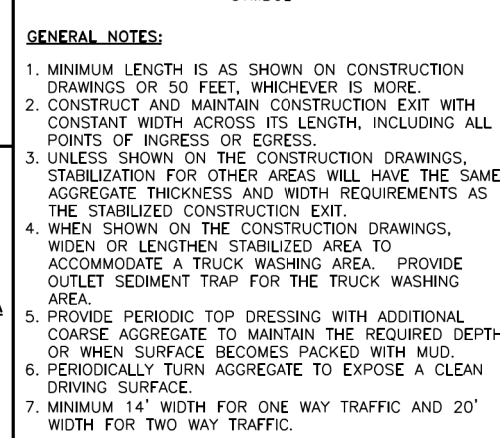 GENERAL NOTES:
1. MINIMUM LENGTH IS AS SHOWN ON CONSTRUCTION
DRAWINGS OR 50 FEET, WHICHEVER IS MORE.
2. CONSTRUCT AND MAINTAIN CONSTRUCTION EXIT WITH
CONSTANT WIDTH ACROSS ITS LENGTH, INCLUDING ALL
POINTS OF INGRESS OR EGRESS.
3. UNLESS SHOWN ON THE CONSTRUCTION DRAWINGS,
STABILIZATION FOR OTHER AREAS WILL HAVE THE SAME
AGGREGATE THICKNESS AND WIDTH REQUIREMENTS AS
THE STABILIZED CONSTRUCTION EXIT.
4. WHEN SHOWN ON THE CONSTRUCTION DRAWINGS,
WIDEN OR LENGTHEN STABILIZED AREA TO
ACCOMMODATE A TRUCK WASHING AREA. PROVIDE
OUTLET SEDIMENT TRAP FOR THE TRUCK WASHING
AREA.
5. PROVIDE PERIODIC TOP DRESSING WITH ADDITIONAL
COARSE AGGREGATE TO MAINTAIN THE REQUIRED DEPTH
OR WHEN SURFACE BECOMES PACKED WITH MUD.
6. PERIODICALLY TURN AGGREGATE TO EXPOSE A CLEAN
DRIVING SURFACE.
7. MINIMUM 14' WIDTH FOR ONE WAY TRAFFIC AND 20'
WIDTH FOR TWO WAY TRAFFIC.